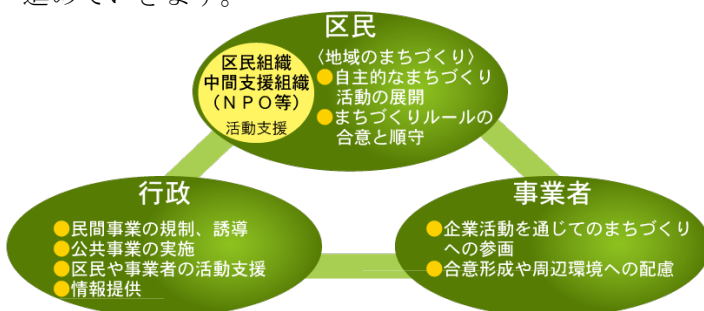 進めていきます。
区民
区民組織
中間支援組織
（ＮＰＯ等）
活動支援
〈地域のまちづくり〉
●自主的なまちづくり
活動の展開
●まちづくりルールの
合意と順守
行政
●民間事業の規制、誘導
●公共事業の実施
●区民や事業者の活動支援
●情報提供
事業者
●企業活動を通じてのまちづくり
への参画
●合意形成や周辺環境への配慮